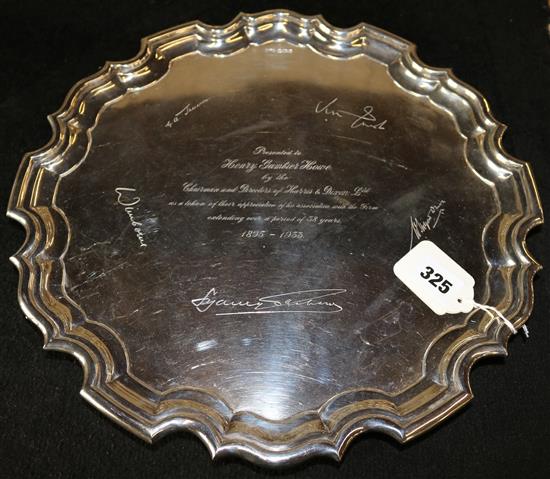 Presented to
Henry Gambier Howe
by the
Chairman and Directors of Harris & Dixon Ltd
as a token of their appreciation of his association with the Firm
extending over a period of 58 years.
1895 - 1953.
Wimborne
325